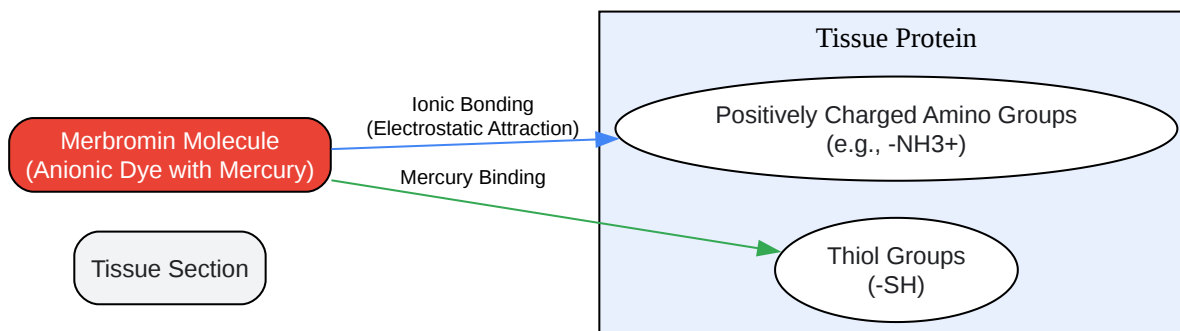 Tissue Protein
Ionic Bonding
(Electrostatic Attraction)
Positively Charged Amino Groups
(e.g., -NH3+)
Merbromin Molecule
(Anionic Dye with Mercury)
Mercury Binding
Tissue Section
Thiol Groups
(-SH)